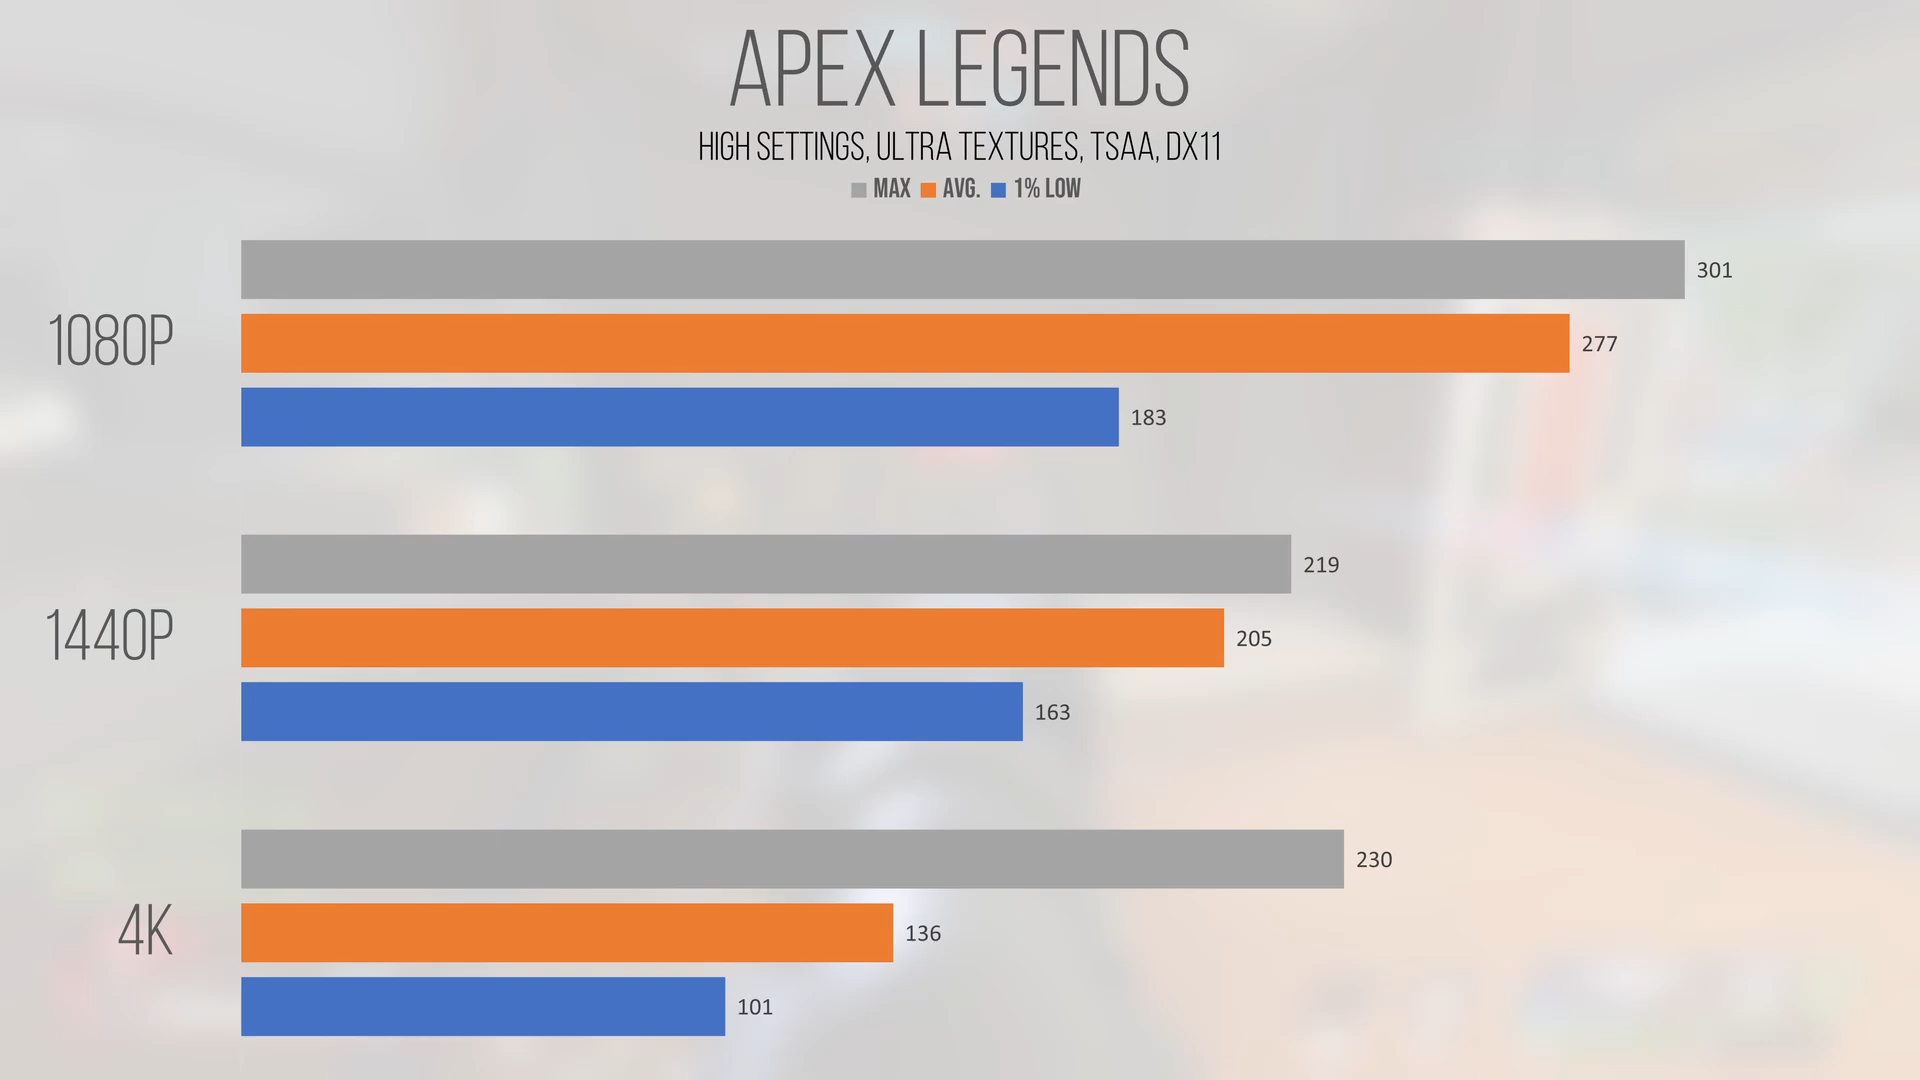 APEX LEGENDS
HIGH SETTINGS, ULTRA TEXTURES, TSAA, DX11
MAX AVG. 1% LOW
301
1080P
277
183
219
1440P
205
163
230
4K
136
101